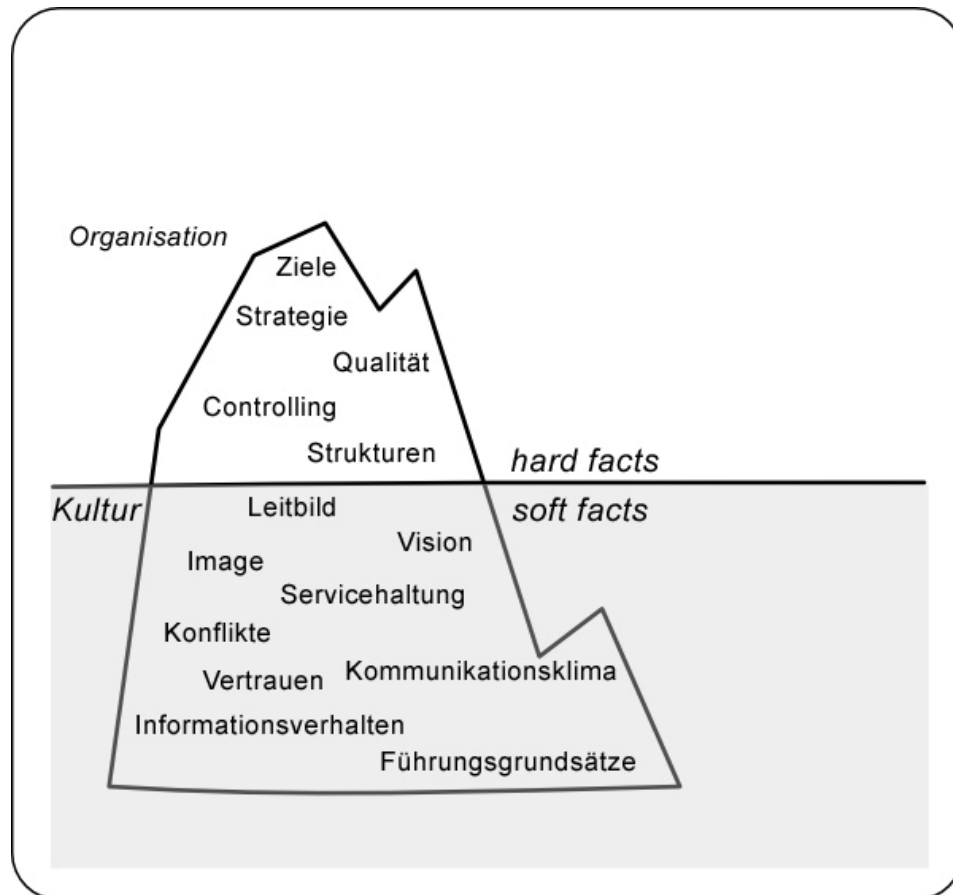 Organisation
Ziele
Strategie
Qualität
Controlling
Strukturen
hard facts
Kultur
Leitbild
soft facts
Vision
Image
Servicehaltung
Konflikte
Kommunikationsklima
Vertrauen
Informationsverhalten
Führungsgrundsätze